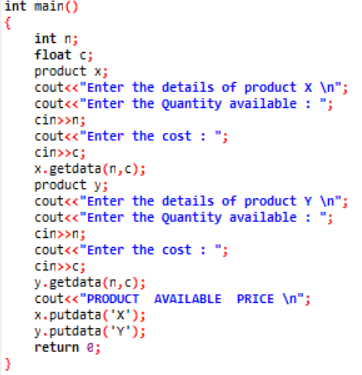 int main()
{
int n;
float c;
product x;
cout<<"Enter the details of product X \n";
cout<<"Enter the Quantity available : ";
cin>>n;
cout<<"Enter the cost : ";
cin>>c;
x.getdata(n,c);
product y;
cout<<"Enter the details of product Y \n";
cout<<"Enter the Quantity available : ";
cin>>n;
cout<<"Enter the cost : ";
cin>>c;
y.getdata(n,c);
cout<<"PRODUCT  AVAILABLE  PRICE \n";
x.putdata('X');
y.putdata('Y');
return 0;
}